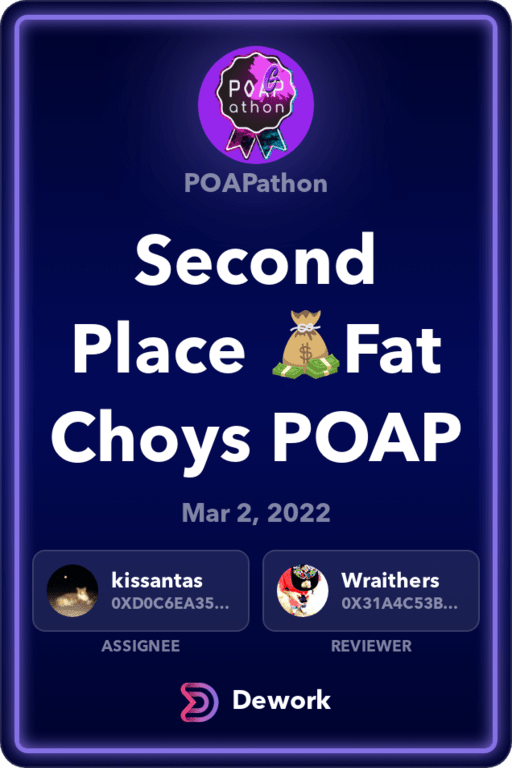 POAP
athon
POAPathon
Second
Place 💰Fat
Choys POAP
Mar 2, 2022
kissantas
0XD0C6EA35...
Wraithers
0X31A4C53B...
ASSIGNEE
REVIEWER
Dework